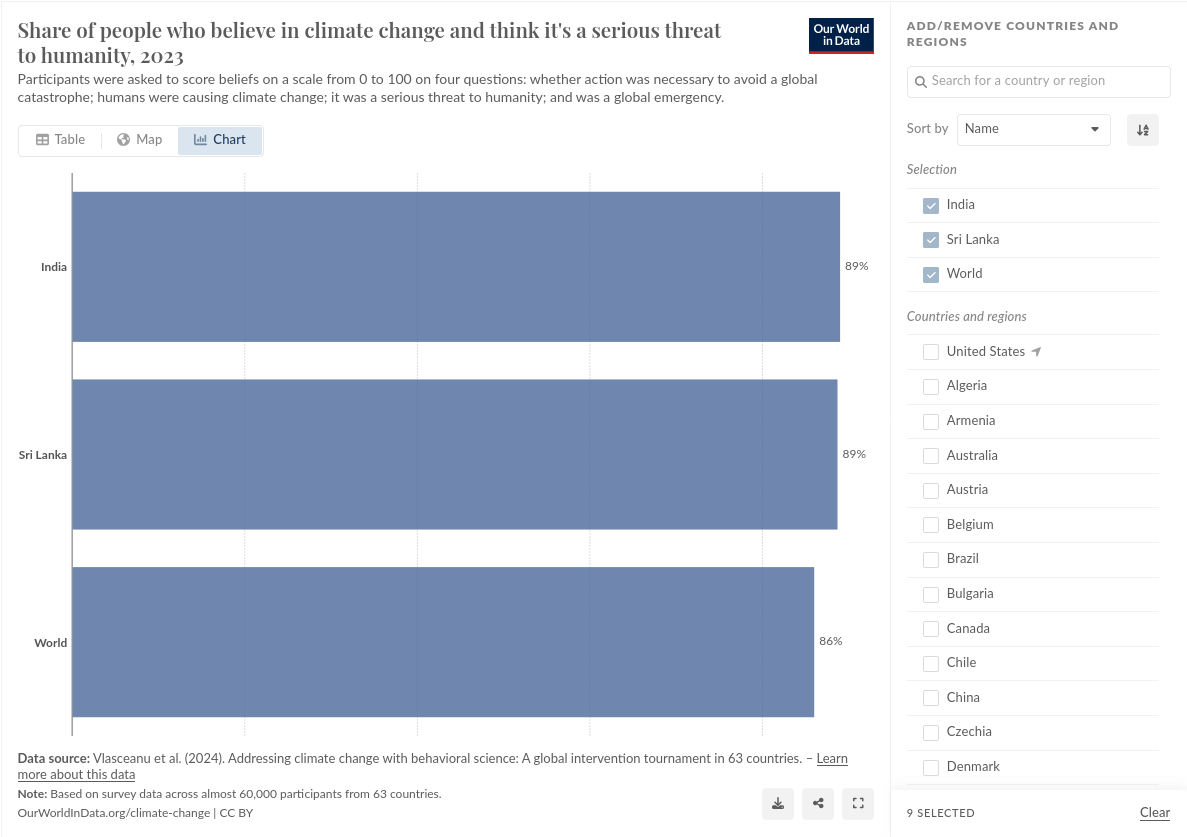 Share of people who believe in climate change and think it's a serious threat
to humanity, 2023
Our World
in Data
Participants were asked to score beliefs on a scale from 0 to 100 on four questions: whether action was necessary to avoid a global
catastrophe; humans were causing climate change; it was a serious threat to humanity; and was a global emergency.
Table
Map
Chart
India
89%
Sri Lanka
89%
World
86%
Data source: Vlasceanu et al. (2024). Addressing climate change with behavioral science: A global intervention tournament in 63 countries. – Learn
more about this data
Note: Based on survey data across almost 60,000 participants from 63 countries.
OurWorldInData.org/climate-change | CC BY
ADD/REMOVE COUNTRIES AND
REGIONS
Search for a country or region
Sort by
Name
Selection
India
Sri Lanka
World
Countries and regions
United States
Algeria
Armenia
Australia
Austria
Belgium
Brazil
Bulgaria
Canada
Chile
China
Czechia
Denmark
9 SELECTED
Clear